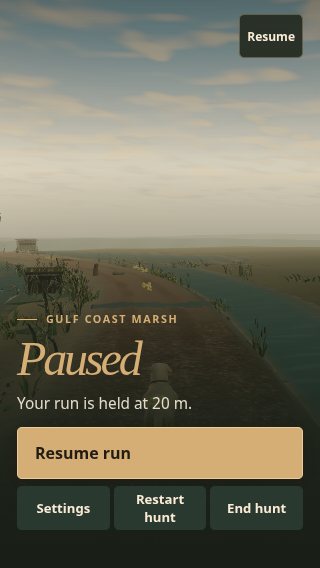 Resume
GULF COAST MARSH
Paused
Your run is held at 20 m.
Resume run
Settings
Restart
hunt
End hunt